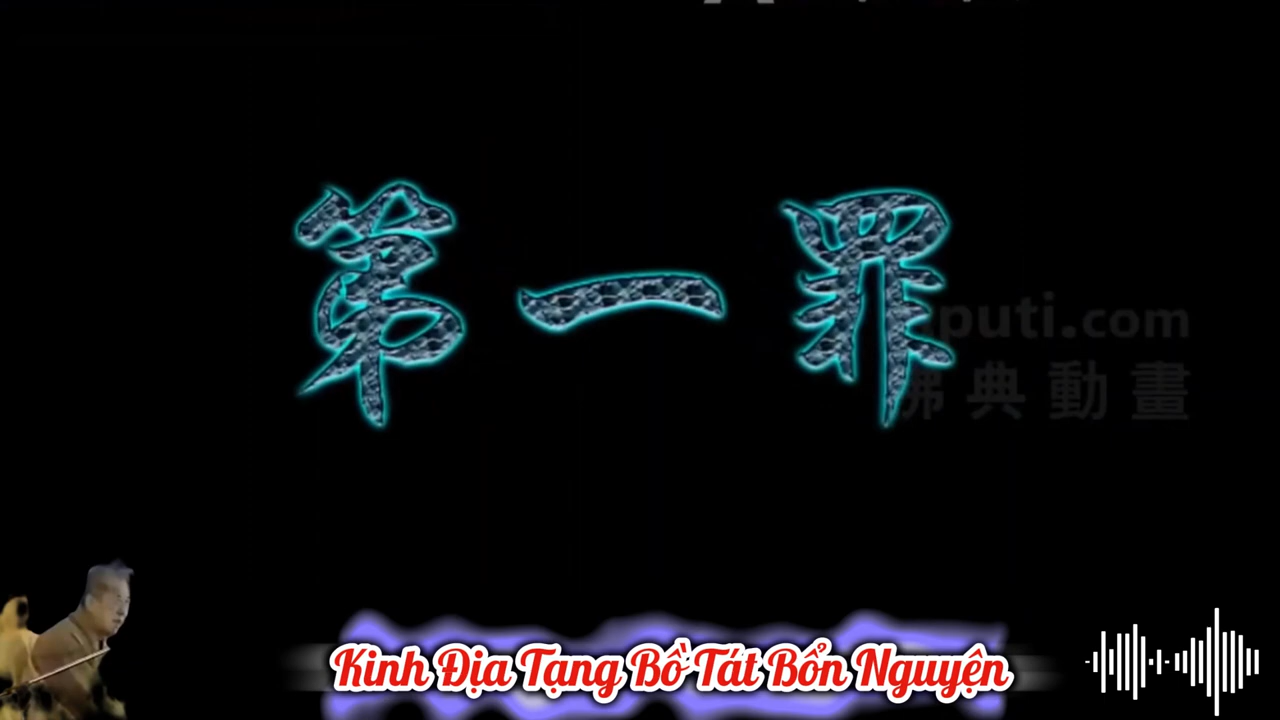 第一罪
puti.com
佛典動畫
Kinh Địa Tạng Bồ Tát Bổn Nguyện